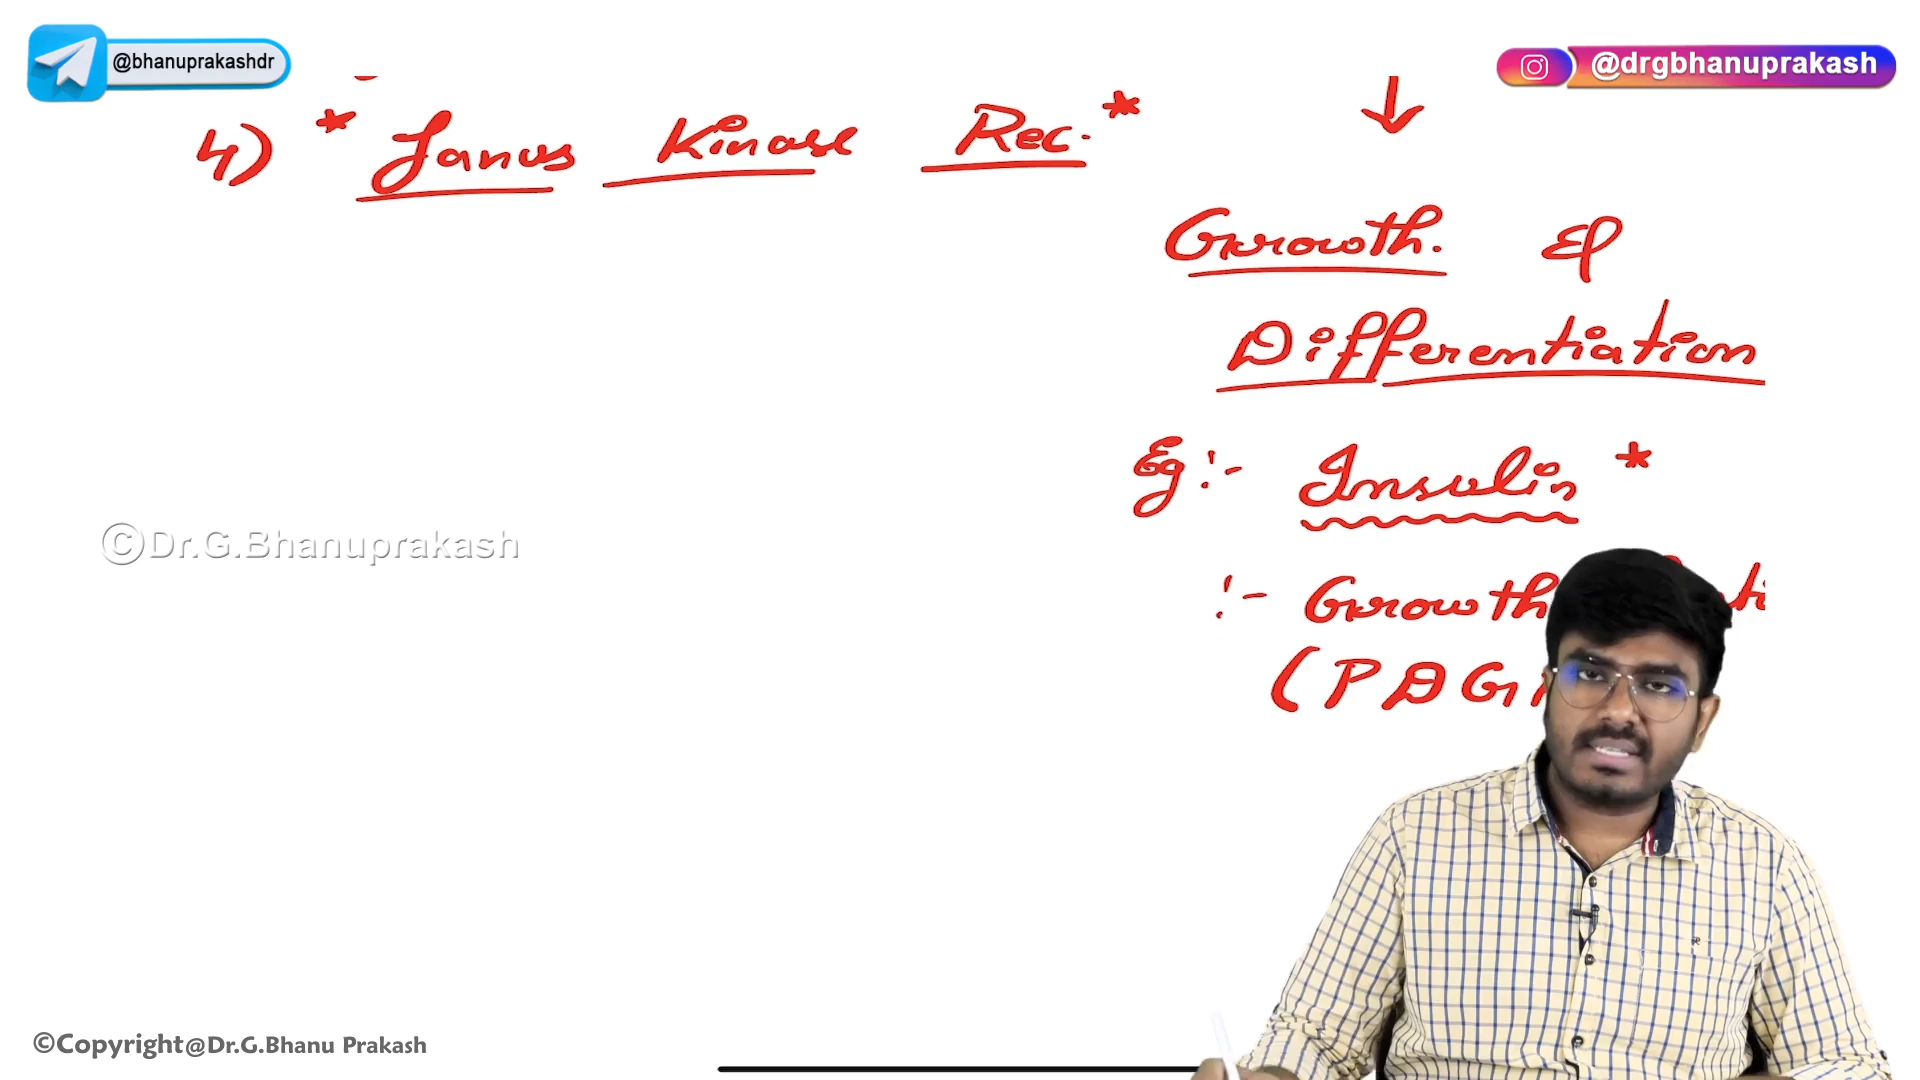 @bhanuprakashdr
@drgbhanuprakash
4) * Janus Kinase Rec. *
↓
Growth. &
Differentiation
Eg :- Insulin *
:- Growth
(PDG
©Dr.G.Bhanuprakash
©Copyright@Dr.G.Bhanu Prakash